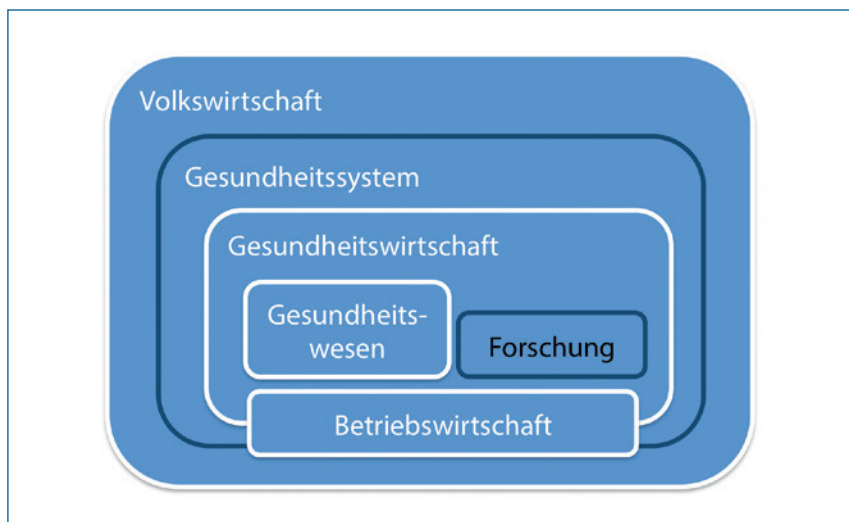 Volkswirtschaft
Gesundheitssystem
Gesundheitswirtschaft
Gesundheits-
wesen
Forschung
Betriebswirtschaft